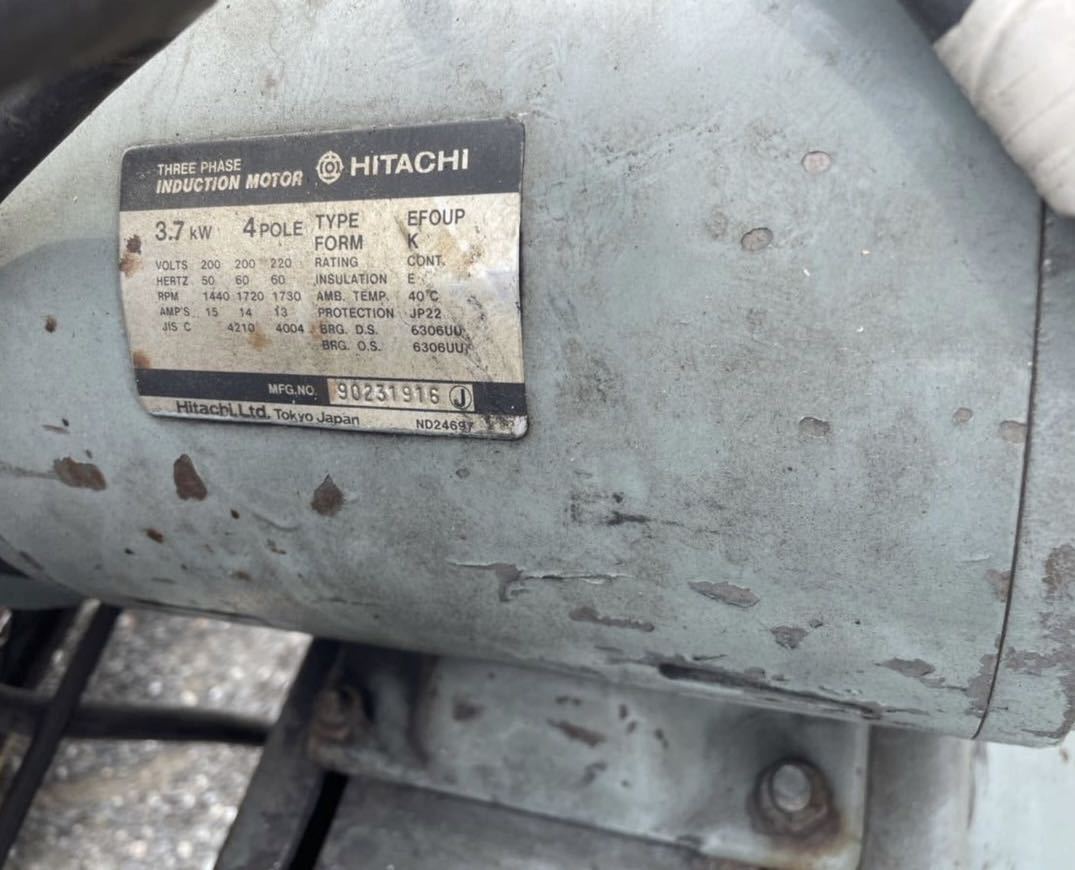 THREE PHASE
INDUCTION MOTOR HITACHI
3.7 kW 4 POLE TYPE EFOUP
FORM K
VOLTS 200 200 220 RATING CONT.
HERTZ 50 60 60 INSULATION E
RPM 1440 1720 1730 AMB. TEMP. 40°C
AMP'S 15 14 13 PROTECTION JP22
JIS C 4210 4004 BRG. D.S. 6306UU
BRG. O.S. 6306UU
MFG.NO. 90231916 J
Hitachi, Ltd. Tokyo Japan ND24697